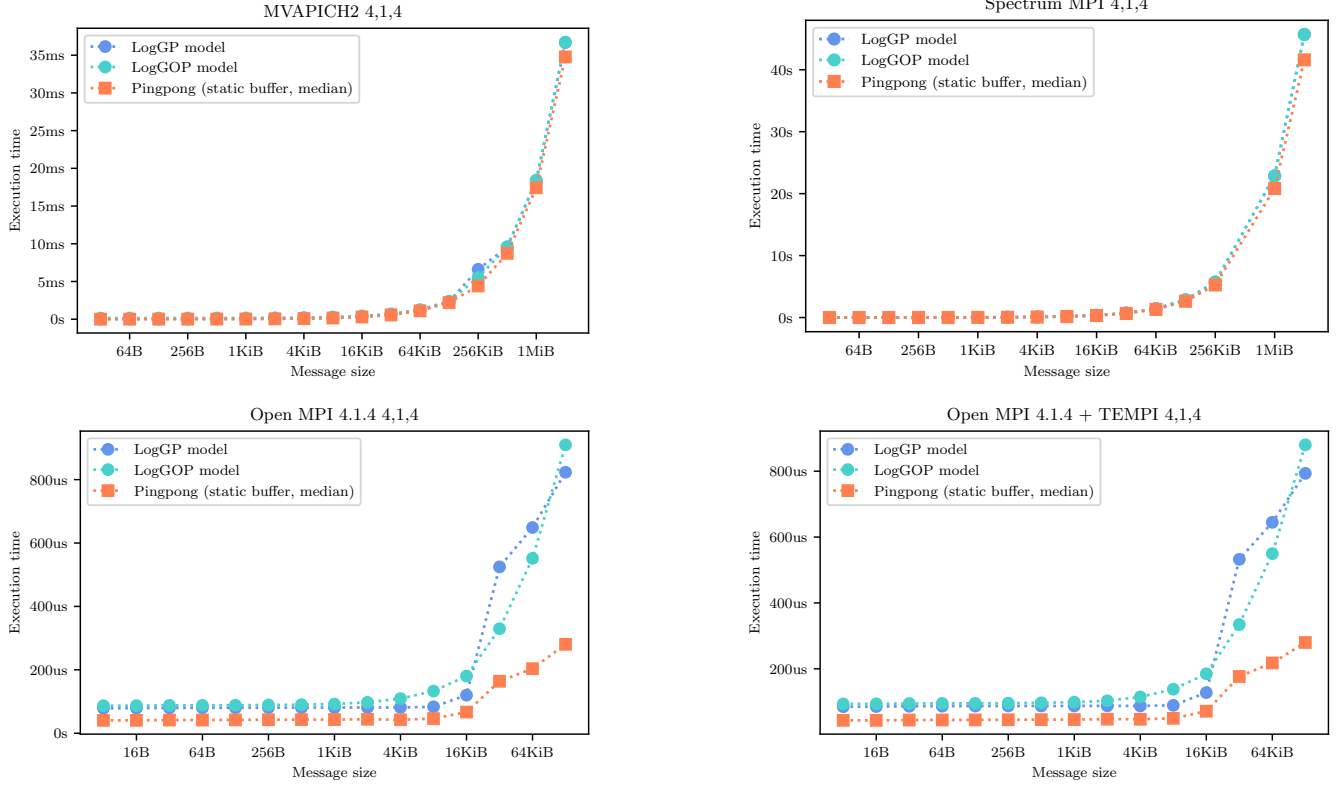 MVAPICH2 4,1,4
Execution time
35ms
30ms
25ms
20ms
15ms
10ms
5ms
0s
LogGP model
LogGOP model
Pingpong (static buffer, median)
64B 256B 1KiB 4KiB 16KiB 64KiB 256KiB 1MiB
Message size
Spectrum MPI 4,1,4
Execution time
40s
30s
20s
10s
0s
LogGP model
LogGOP model
Pingpong (static buffer, median)
64B 256B 1KiB 4KiB 16KiB 64KiB 256KiB 1MiB
Message size
Open MPI 4.1.4 4,1,4
Execution time
800us
600us
400us
200us
0s
LogGP model
LogGOP model
Pingpong (static buffer, median)
16B 64B 256B 1KiB 4KiB 16KiB 64KiB
Message size
Open MPI 4.1.4 + TEMPI 4,1,4
Execution time
800us
600us
400us
200us
LogGP model
LogGOP model
Pingpong (static buffer, median)
16B 64B 256B 1KiB 4KiB 16KiB 64KiB
Message size